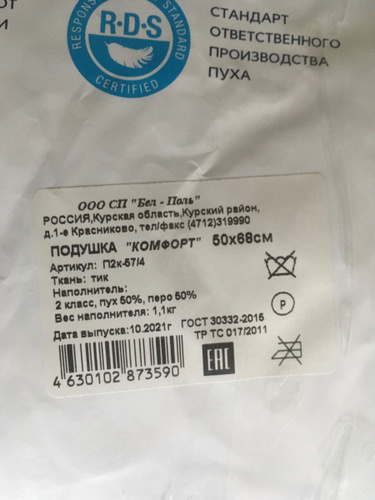 СТАНДАРТ
ОТВЕТСТВЕННОГО
ПРОИЗВОДСТВА
ПУХА
R·D·S
STANDARD
CERTIFIED
ООО СП "Бел - Поль"
РОССИЯ,Курская область,Курский район,
д.1-е Красниково, тел/факс (4712)319990
ПОДУШКА "КОМФОРТ" 50х68см
Артикул: П2к-57/4
Ткань: тик
Наполнитель:
2 класс, пух 50%, перо 50%
Вес наполнителя: 1,1кг
Дата выпуска:10.2021г
ГОСТ 30332-2015
ТР ТС 017/2011
P
EAC
4 630102 873590